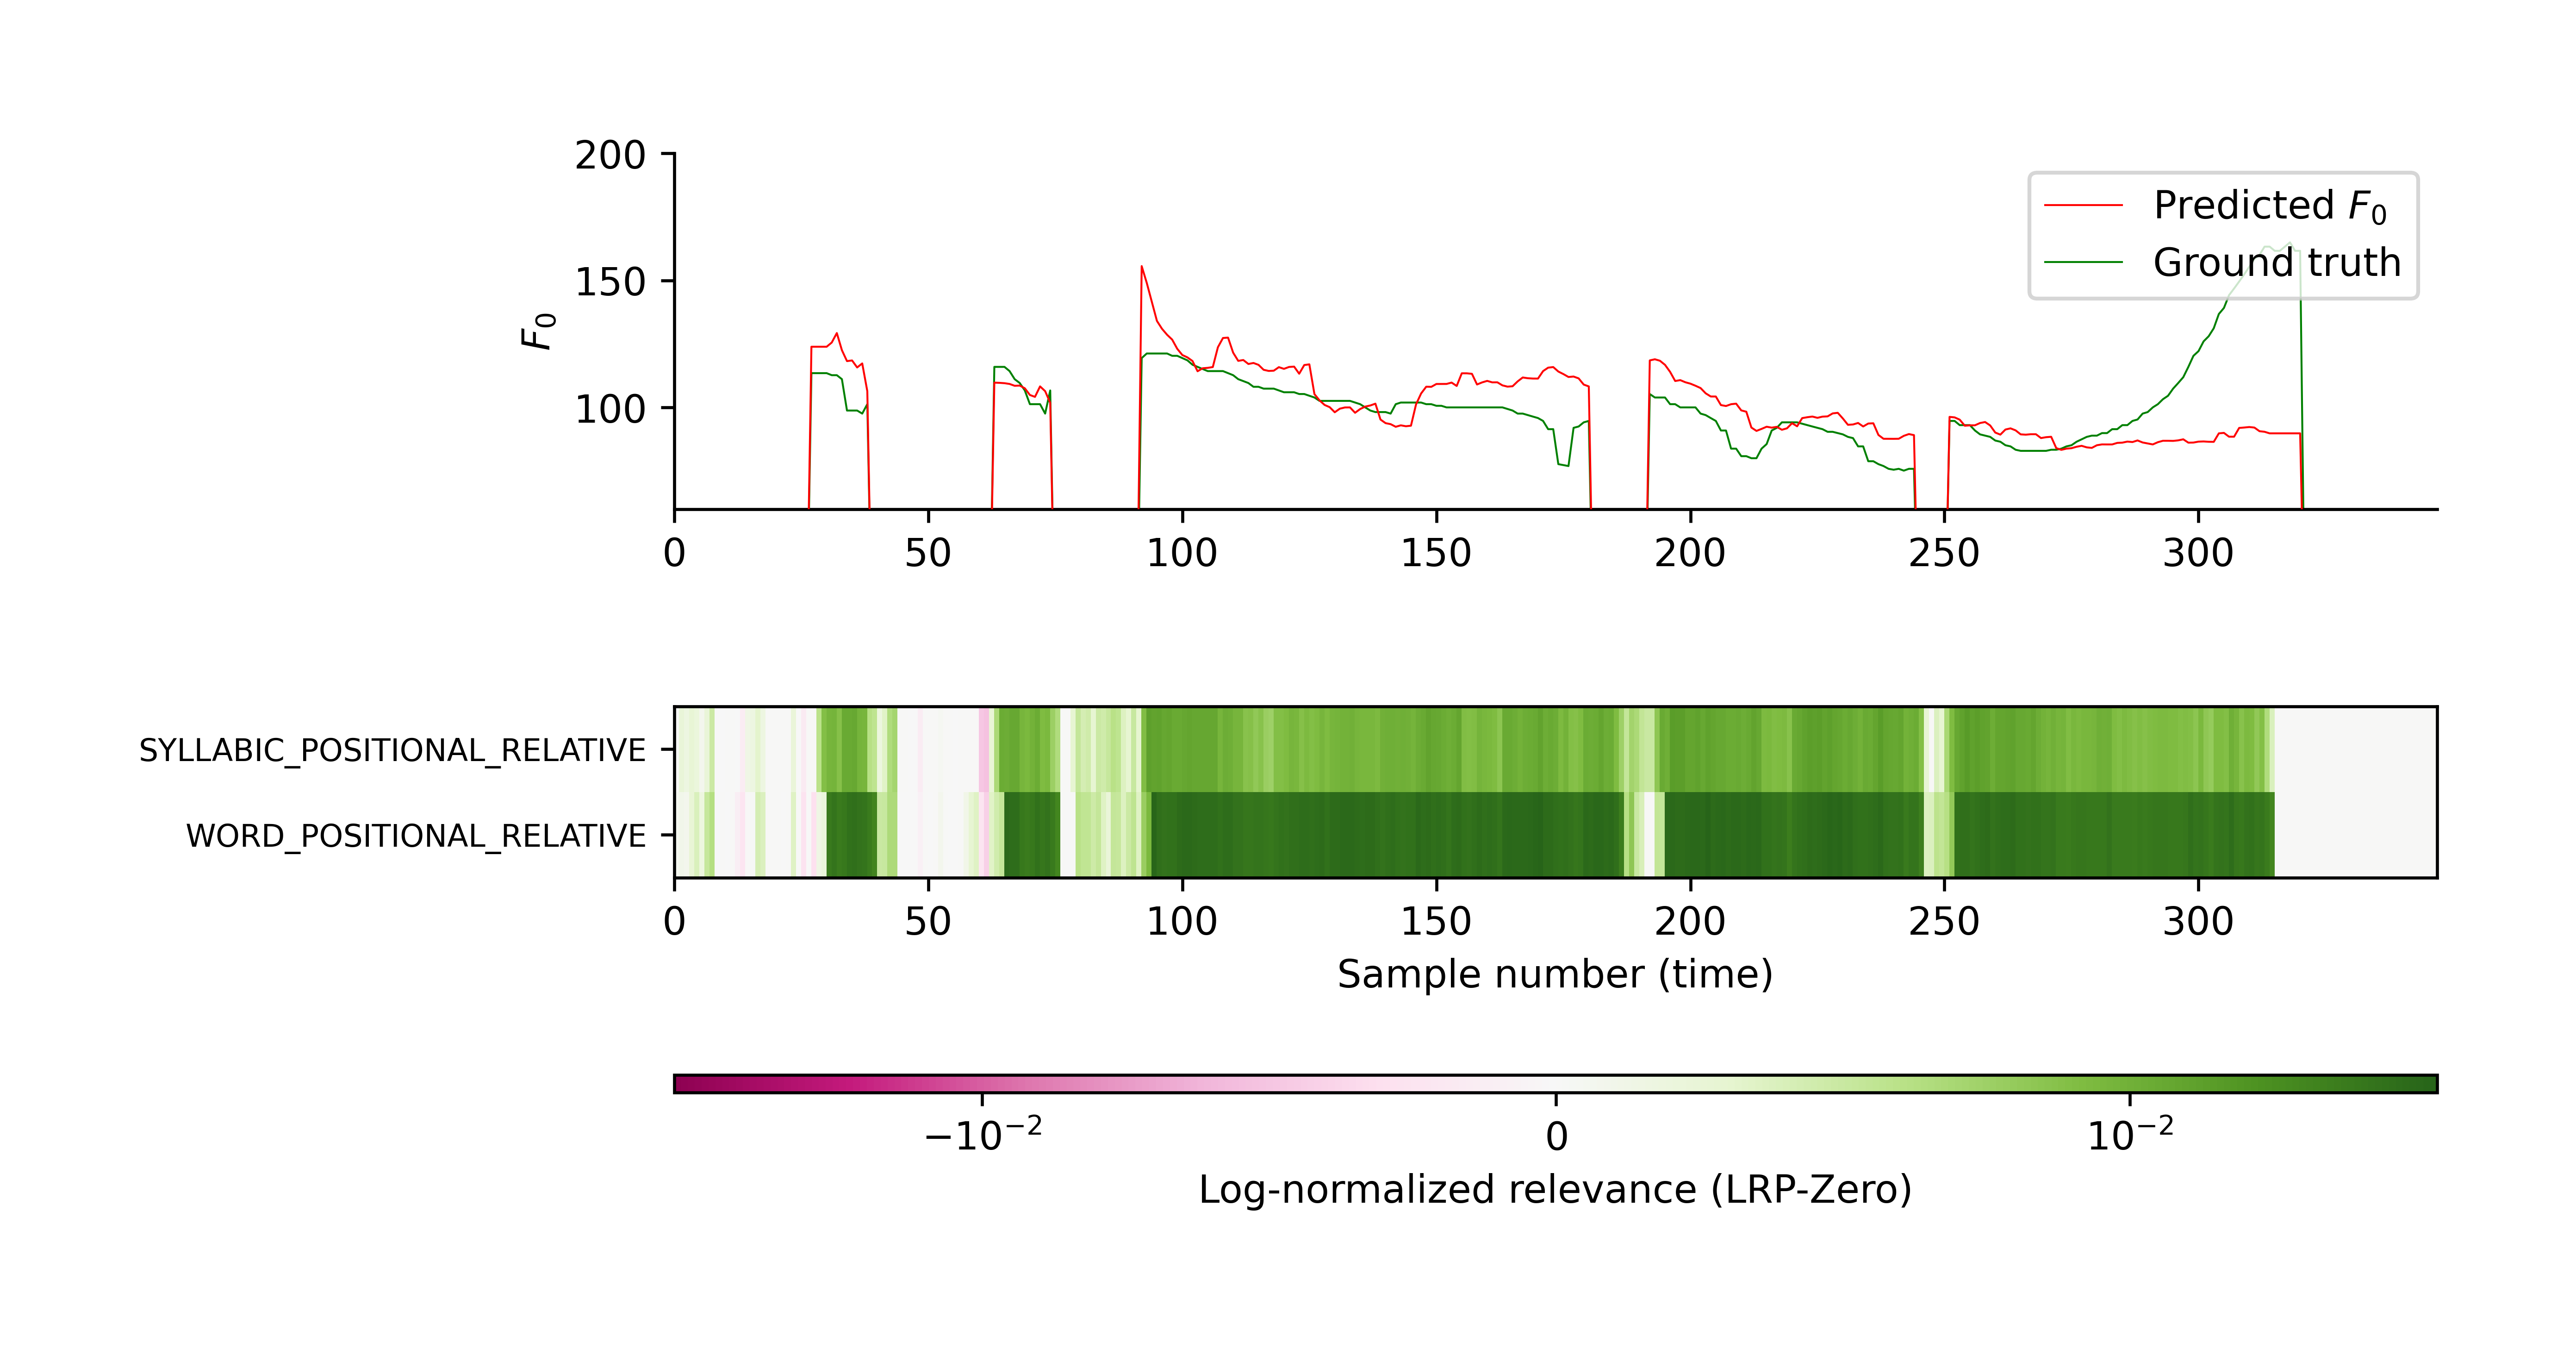 200
150
100
F₀
Predicted F₀
Ground truth
0 50 100 150 200 250 300
SYLLABIC_POSITIONAL_RELATIVE
WORD_POSITIONAL_RELATIVE
0 50 100 150 200 250 300
Sample number (time)
−10⁻² 0 10⁻²
Log-normalized relevance (LRP-Zero)